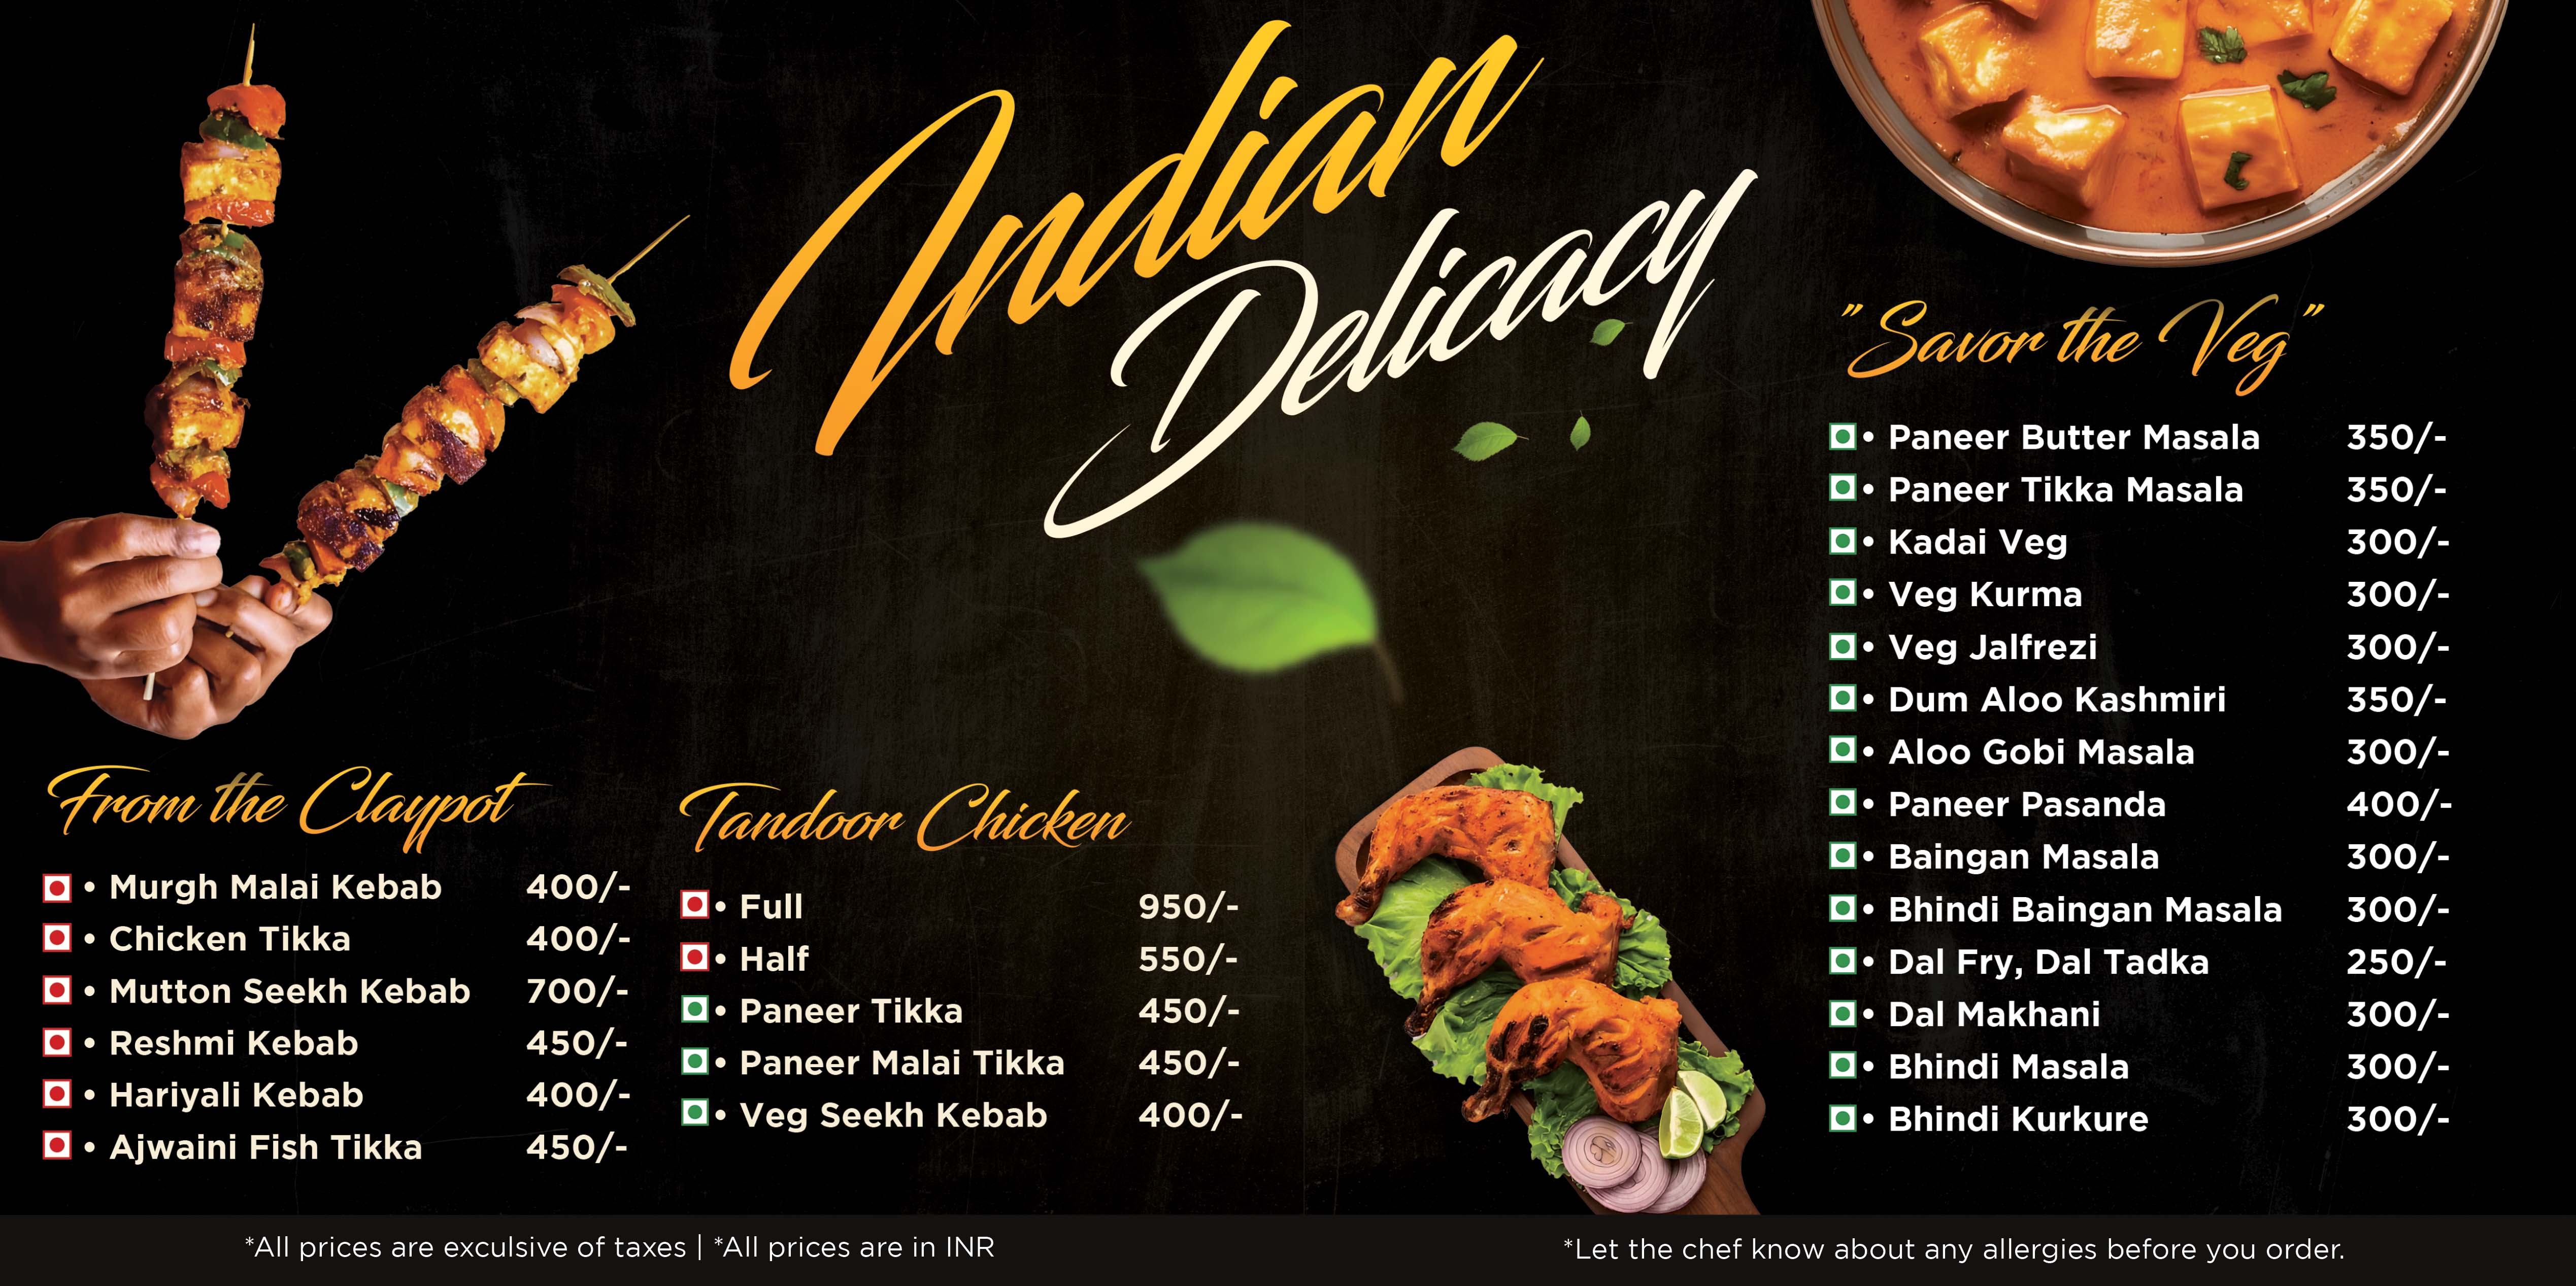 Indian
Delicacy
"Savor the Veg"
• Paneer Butter Masala 350/-
• Paneer Tikka Masala 350/-
• Kadai Veg 300/-
• Veg Kurma 300/-
• Veg Jalfrezi 300/-
• Dum Aloo Kashmiri 350/-
• Aloo Gobi Masala 300/-
• Paneer Pasanda 400/-
• Baingan Masala 300/-
• Bhindi Baingan Masala 300/-
• Dal Fry, Dal Tadka 250/-
• Dal Makhani 300/-
• Bhindi Masala 300/-
• Bhindi Kurkure 300/-
From the Claypot
• Murgh Malai Kebab 400/-
• Chicken Tikka 400/-
• Mutton Seekh Kebab 700/-
• Reshmi Kebab 450/-
• Hariyali Kebab 400/-
• Ajwaini Fish Tikka 450/-
Tandoor Chicken
• Full 950/-
• Half 550/-
• Paneer Tikka 450/-
• Paneer Malai Tikka 450/-
• Veg Seekh Kebab 400/-
*All prices are exculsive of taxes | *All prices are in INR
*Let the chef know about any allergies before you order.